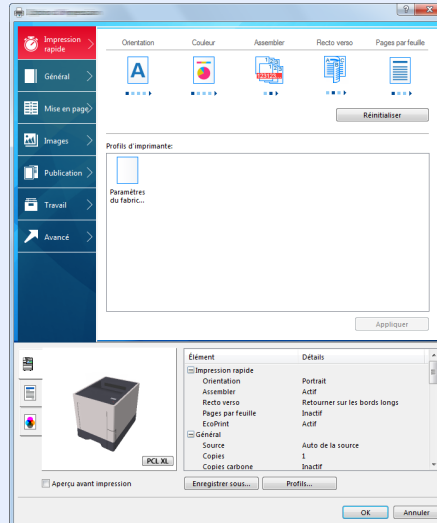 Impression rapide
Général
Mise en page
Images
Publication
Travail
Avancé
Orientation Couleur Assembler Recto verso Pages par feuille
A
123123
Réinitialiser
Profils d'imprimante:
Paramètres
du fabric...
Appliquer
Élément Détails
Impression rapide
Orientation Portrait
Assembler Actif
Recto verso Retourner sur les bords longs
Pages par feuille Inactif
EcoPrint Actif
Général
Source Auto de la source
Copies 1
Copies carbone Inactif
PCL XL
Aperçu avant impression
Enregistrer sous... Profils...
OK Annuler